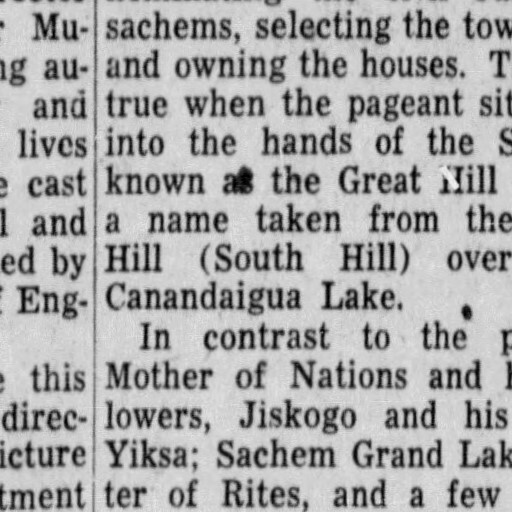 Mu-
ng au-
and
lives
cast
and
ed by
Eng-
this
direc-
icture
tment
sachems, selecting the tow
and owning the houses. T
true when the pageant sit
into the hands of the S
known as the Great Hill
a name taken from the
Hill (South Hill) over
Canandaigua Lake.
In contrast to the p
Mother of Nations and
lowers, Jiskogo and his
Yiksa; Sachem Grand Lak
ter of Rites, and a few